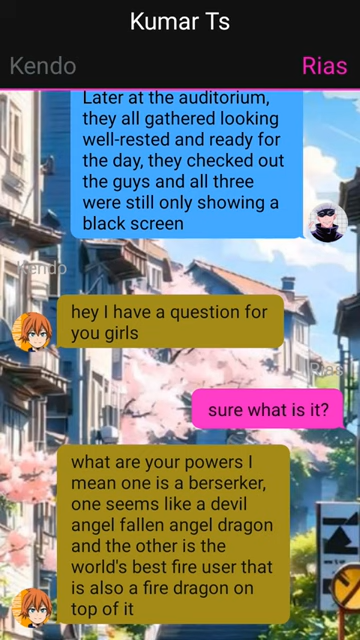 Kumar Ts
Kendo
Rias
Later at the auditorium,
they all gathered looking
well-rested and ready for
the day, they checked out
the guys and all three
were still only showing a
black screen
Kendo
hey I have a question for
you girls
Rias
sure what is it?
what are your powers I
mean one is a berserker,
one seems like a devil
angel fallen angel dragon
and the other is the
world's best fire user that
is also a fire dragon on
top of it